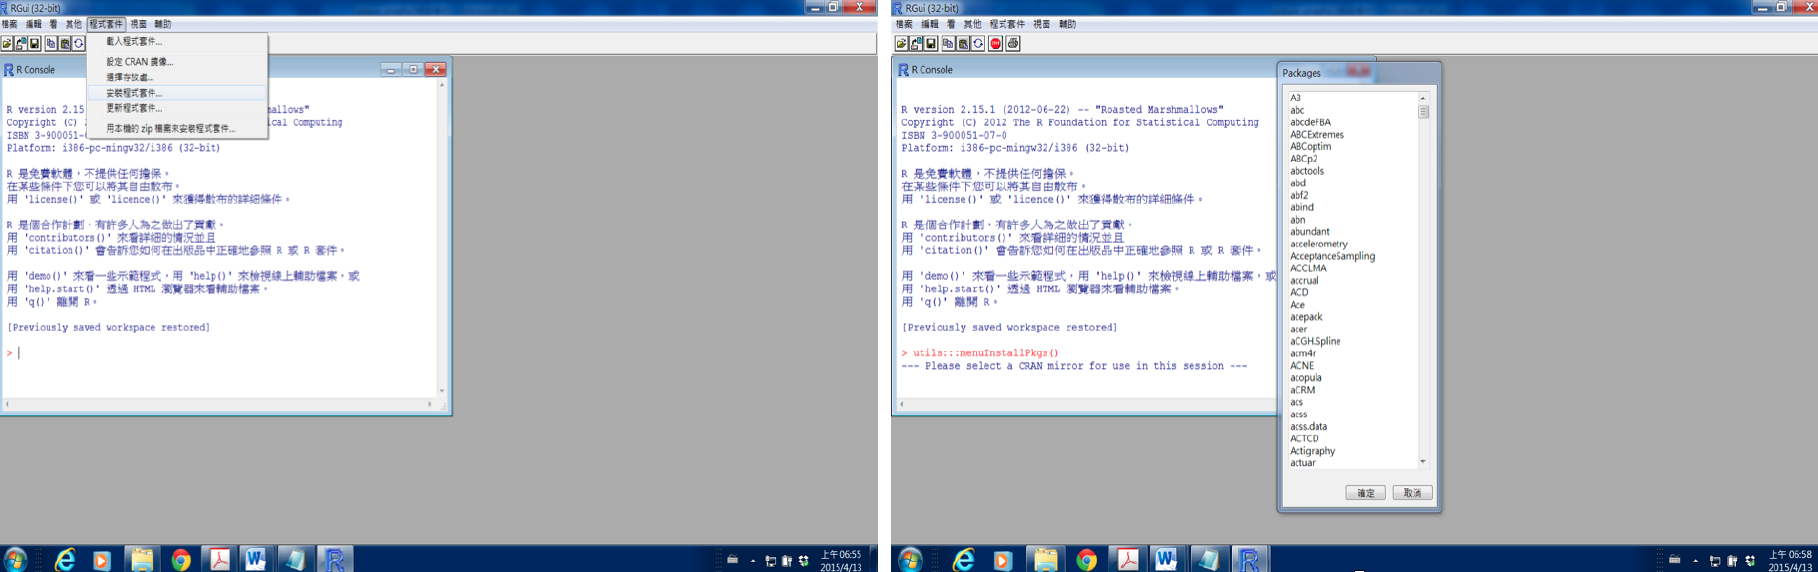 RGui (32-bit)
檔案 編輯 看 其他 程式套件 視窗 輔助
載入程式套件...
設定 CRAN 鏡像...
選擇存放處...
安裝程式套件...
更新程式套件...
用本機的 zip 檔案來安裝程式套件...
R Console
R version 2.15
allows"
Copyright (C)
ical Computing
ISBN 3-900051-
Platform: i386-pc-mingw32/i386 (32-bit)
R 是免費軟體，不提供任何擔保。
在某些條件下您可以將其自由散布。
用 'license()' 或 'licence()' 來獲得散布的詳細條件。
R 是個合作計劃，有許多人為之做出了貢獻。
用 'contributors()' 來看詳細的情況並且
用 'citation()' 會告訴您如何在出版品中正確地參照 R 或 R 套件。
用 'demo()' 來看一些示範程式，用 'help()' 來檢視線上輔助檔案，或
用 'help.start()' 透過 HTML 瀏覽器來看輔助檔案。
用 'q()' 離開 R。
[Previously saved workspace restored]
>
上午 06:55
2015/4/13
RGui (32-bit)
檔案 編輯 看 其他 程式套件 視窗 輔助
R Console
R version 2.15.1 (2012-06-22) -- "Roasted Marshmallows"
Copyright (C) 2012 The R Foundation for Statistical Computing
ISBN 3-900051-07-0
Platform: i386-pc-mingw32/i386 (32-bit)
R 是免費軟體，不提供任何擔保。
在某些條件下您可以將其自由散布。
用 'license()' 或 'licence()' 來獲得散布的詳細條件。
R 是個合作計劃，有許多人為之做出了貢獻。
用 'contributors()' 來看詳細的情況並且
用 'citation()' 會告訴您如何在出版品中正確地參照 R 或 R 套件。
用 'demo()' 來看一些示範程式，用 'help()' 來檢視線上輔助檔案，或
用 'help.start()' 透過 HTML 瀏覽器來看輔助檔案。
用 'q()' 離開 R。
[Previously saved workspace restored]
> utils:::menuInstallPkgs()
--- Please select a CRAN mirror for use in this session ---
Packages
A3
abc
abcdeFBA
ABCExtremes
ABCoptim
ABCp2
abctools
abd
abf2
abind
abn
abundant
accelerometry
AcceptanceSampling
ACCLMA
accrual
ACD
Ace
acepack
acer
aCGH.Spline
acm4r
ACNE
acopula
aCRM
acs
acss
acss.data
ACTCD
Actigraphy
actuar
確定 取消
上午 06:58
2015/4/13